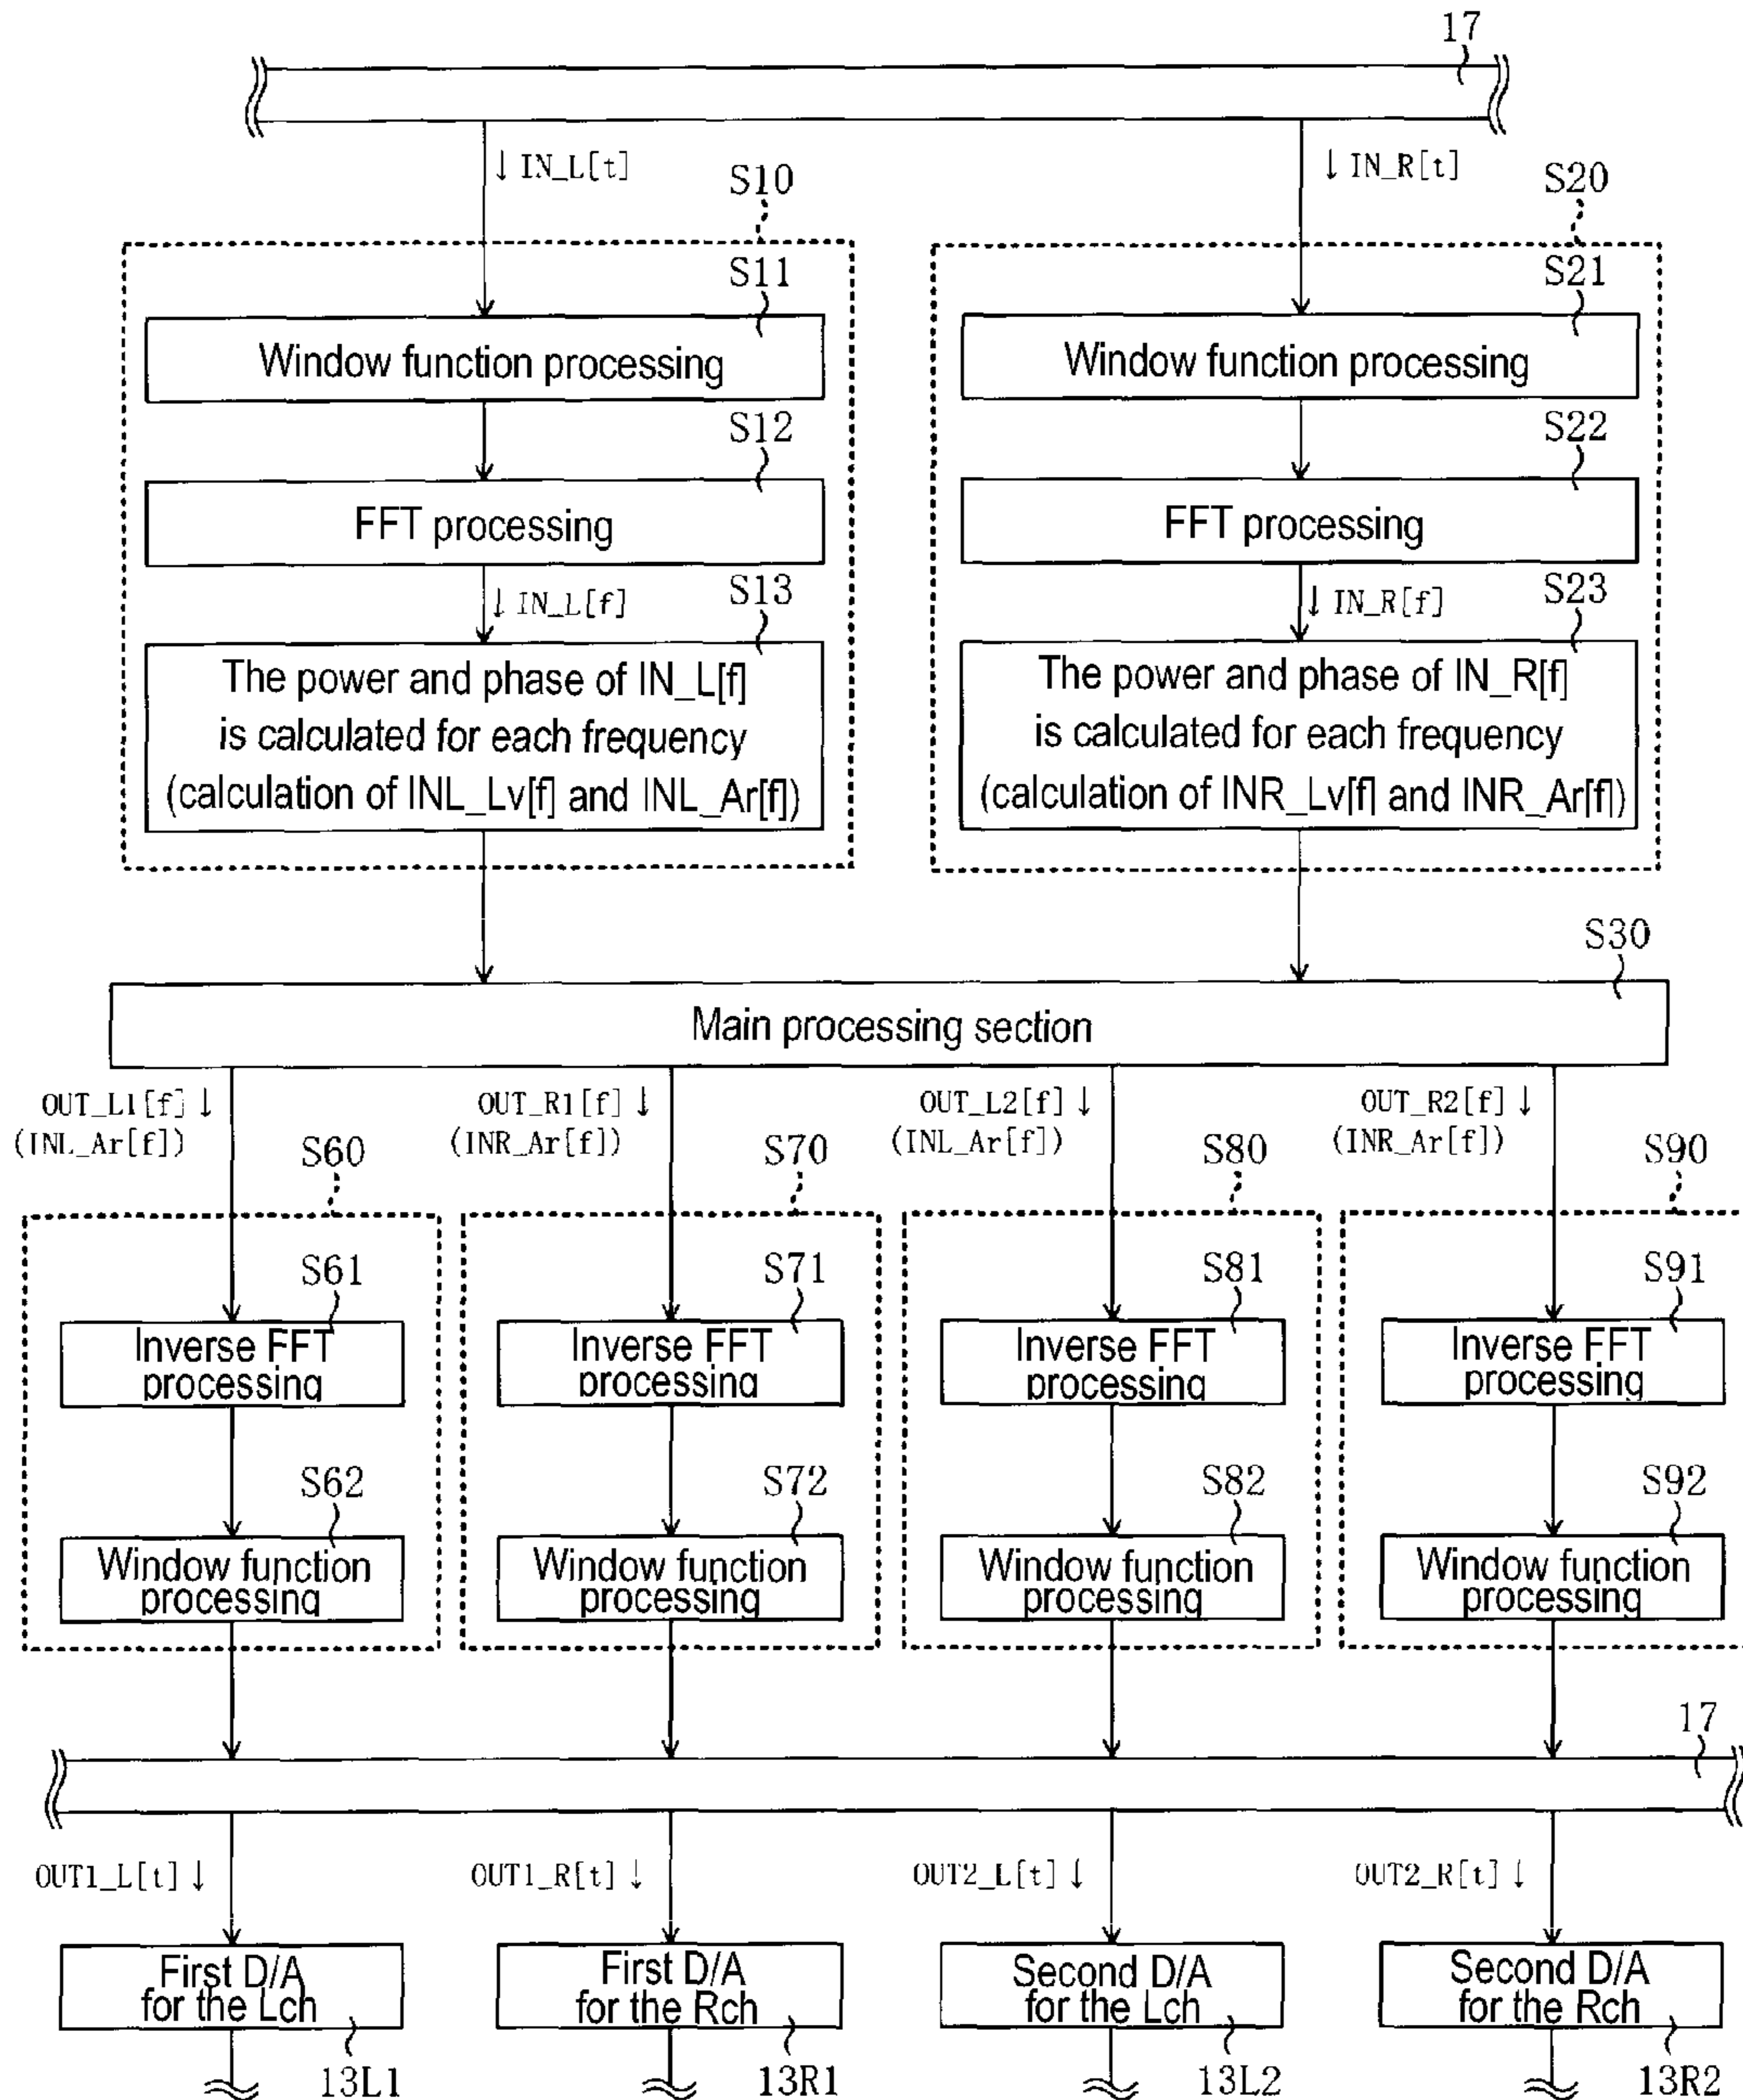 17
↓ IN_L[t]
↓ IN_R[t]
S10
S20
S11
S21
Window function processing
Window function processing
S12
S22
FFT processing
FFT processing
↓ IN_L[f]
S13
↓ IN_R[f]
S23
The power and phase of IN_L[f]
is calculated for each frequency
(calculation of INL_Lv[f] and INL_Ar[f])
The power and phase of IN_R[f]
is calculated for each frequency
(calculation of INR_Lv[f] and INR_Ar[f])
S30
Main processing section
OUT_L1[f] ↓
(INL_Ar[f])
OUT_R1[f] ↓
(INR_Ar[f])
OUT_L2[f] ↓
(INL_Ar[f])
OUT_R2[f] ↓
(INR_Ar[f])
S60
S70
S80
S90
S61
S71
S81
S91
Inverse FFT
processing
Inverse FFT
processing
Inverse FFT
processing
Inverse FFT
processing
S62
S72
S82
S92
Window function
processing
Window function
processing
Window function
processing
Window function
processing
17
OUT1_L[t] ↓
OUT1_R[t] ↓
OUT2_L[t] ↓
OUT2_R[t] ↓
First D/A
for the Lch
First D/A
for the Rch
Second D/A
for the Lch
Second D/A
for the Rch
13L1
13R1
13L2
13R2